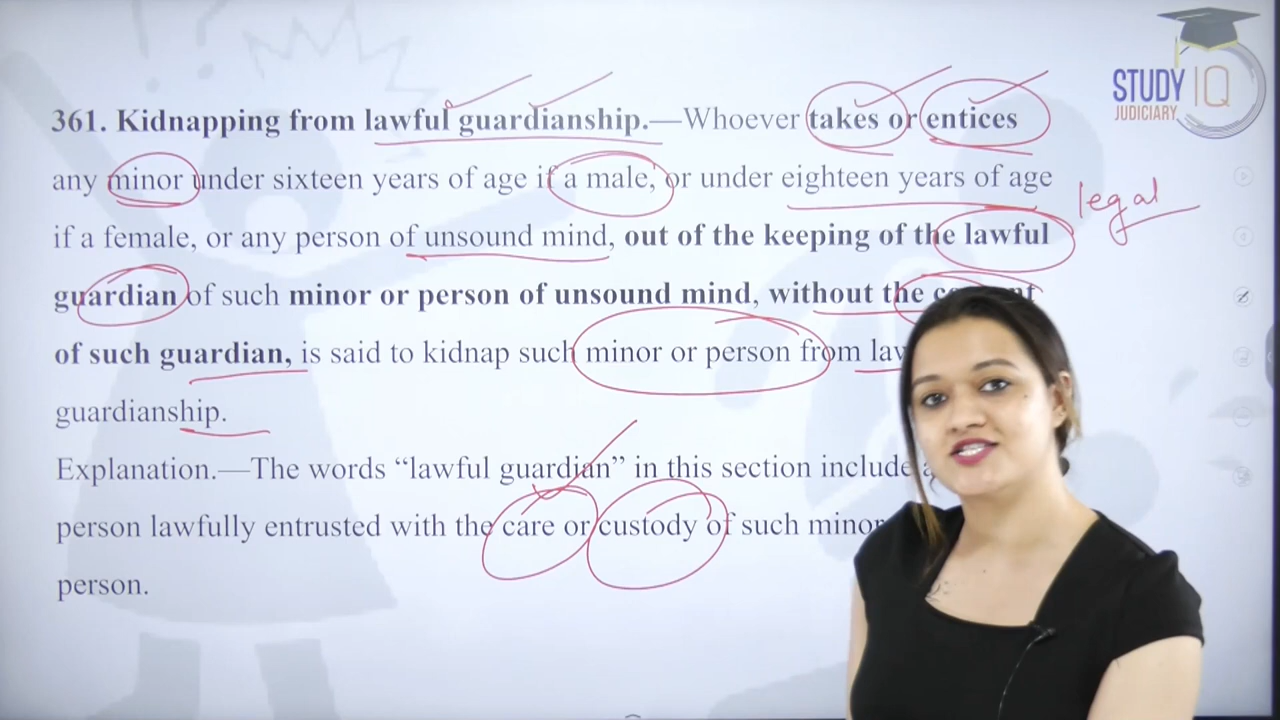 STUDY IQ
JUDICIARY
361. Kidnapping from lawful guardianship.—Whoever takes or entices
any minor under sixteen years of age if a male, or under eighteen years of age
legal
if a female, or any person of unsound mind, out of the keeping of the lawful
guardian of such minor or person of unsound mind, without the
of such guardian, is said to kidnap such minor or person from
guardianship.
Explanation.—The words “lawful guardian” in this section include
person lawfully entrusted with the care or custody of such minor
person.